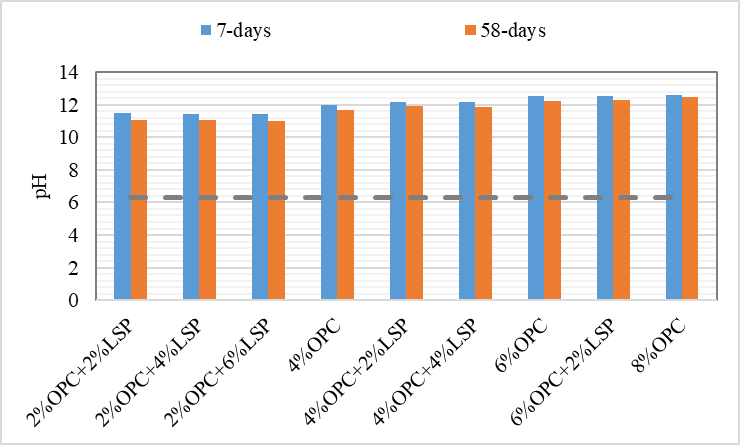 7-days
58-days
14
12
10
8
6
4
2
0
pH
2%OPC+2%LSP
2%OPC+4%LSP
2%OPC+6%LSP
4%OPC
4%OPC+2%LSP
4%OPC+4%LSP
6%OPC
6%OPC+2%LSP
8%OPC